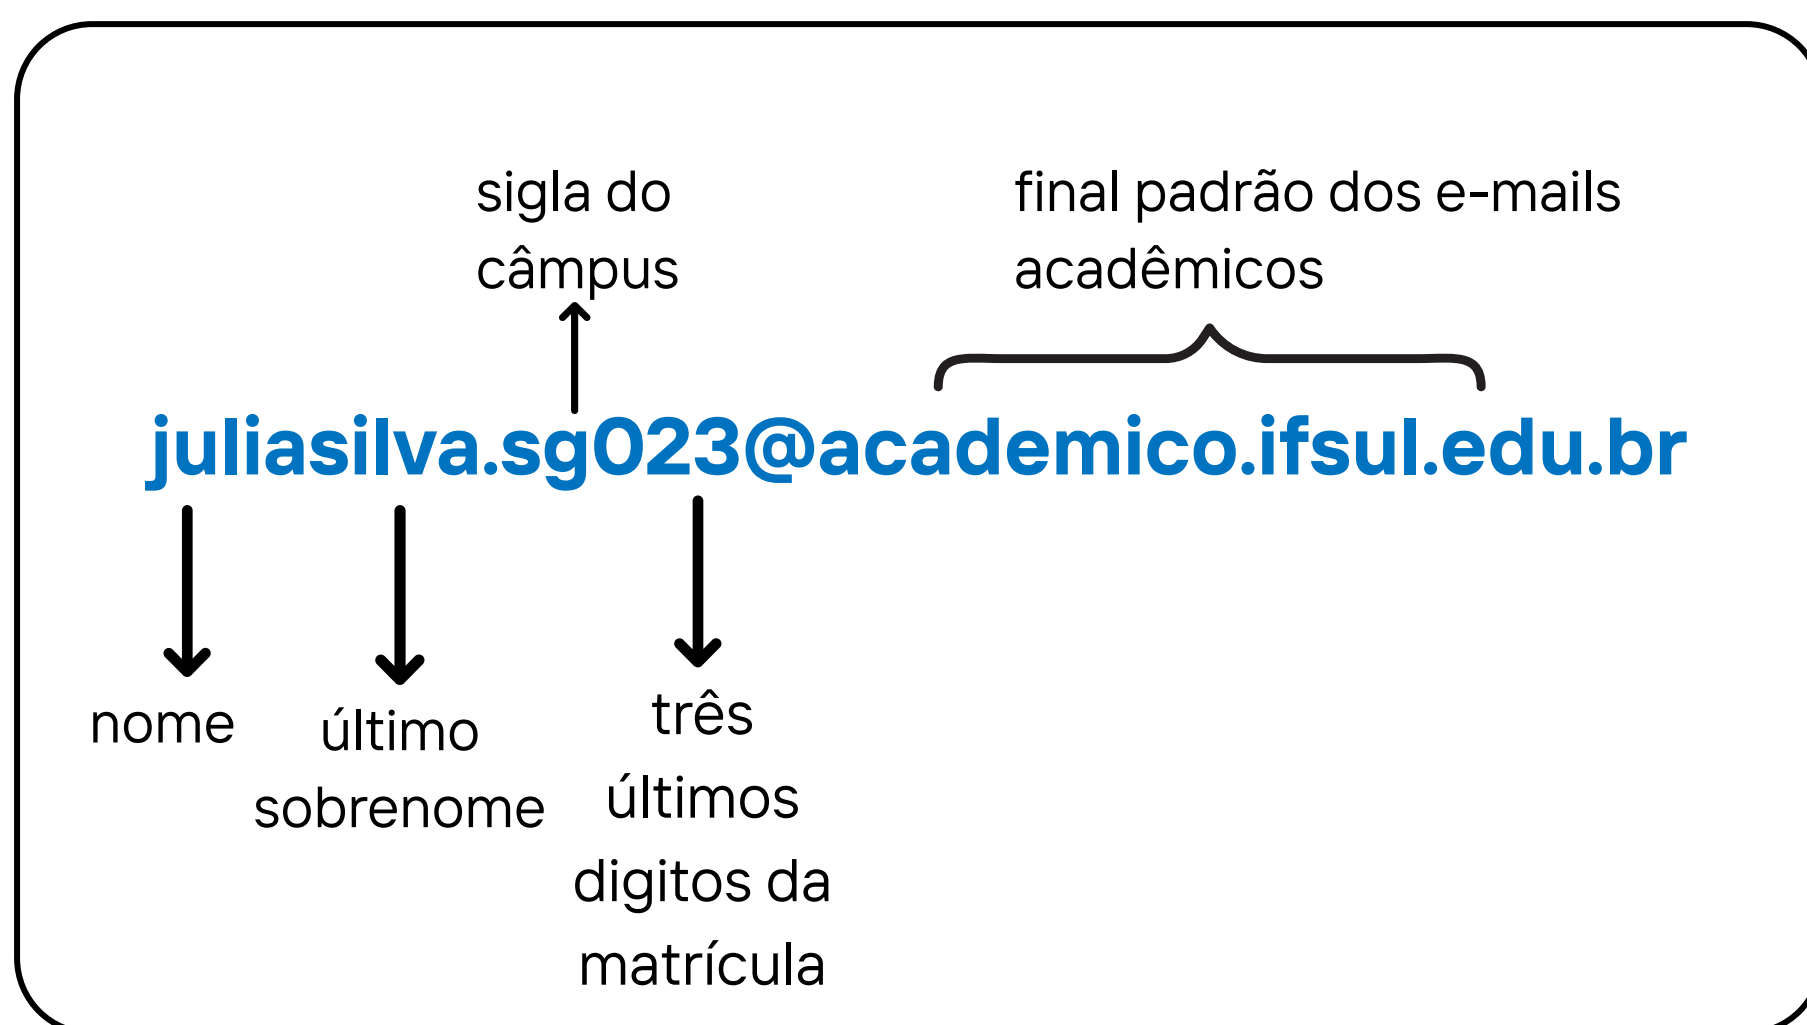 sigla do
câmpus
final padrão dos e-mails
acadêmicos
juliasilva.sg023@academico.ifsul.edu.br
nome
último
sobrenome
três
últimos
digitos da
matrícula